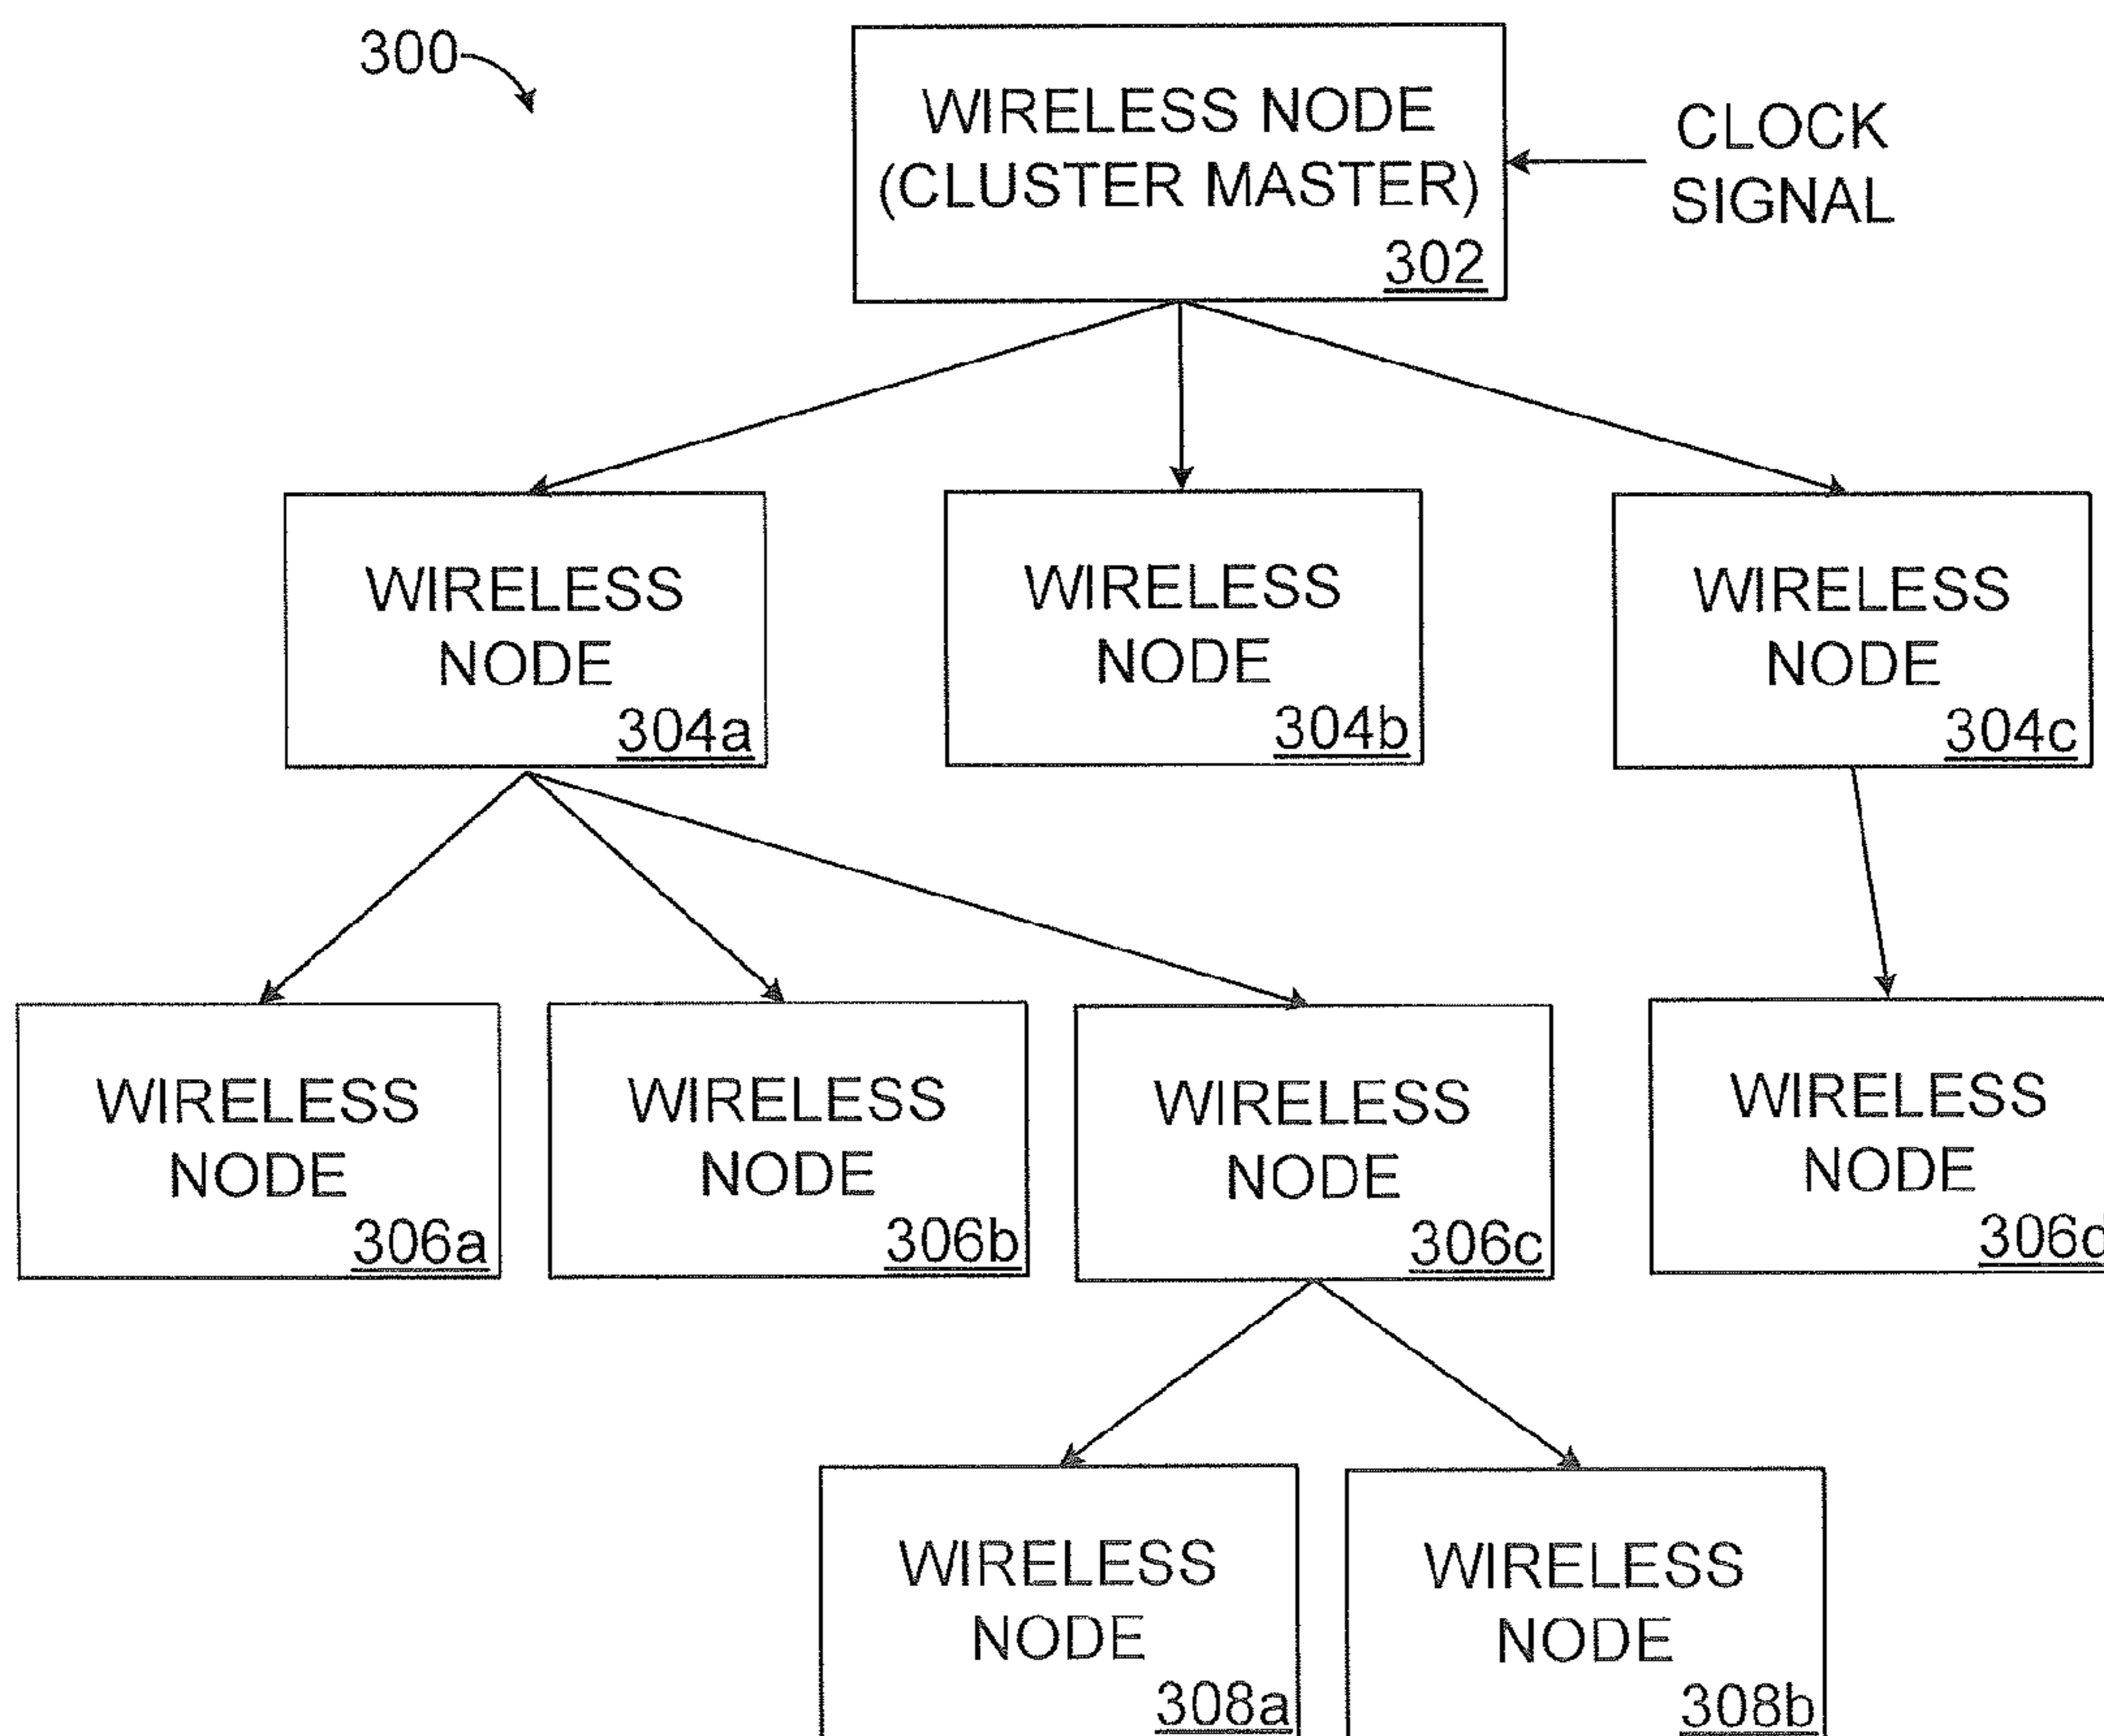 300
WIRELESS NODE
(CLUSTER MASTER)
302
CLOCK
SIGNAL
WIRELESS
NODE
304a
WIRELESS
NODE
304b
WIRELESS
NODE
304c
WIRELESS
NODE
306a
WIRELESS
NODE
306b
WIRELESS
NODE
306c
WIRELESS
NODE
306d
WIRELESS
NODE
308a
WIRELESS
NODE
308b